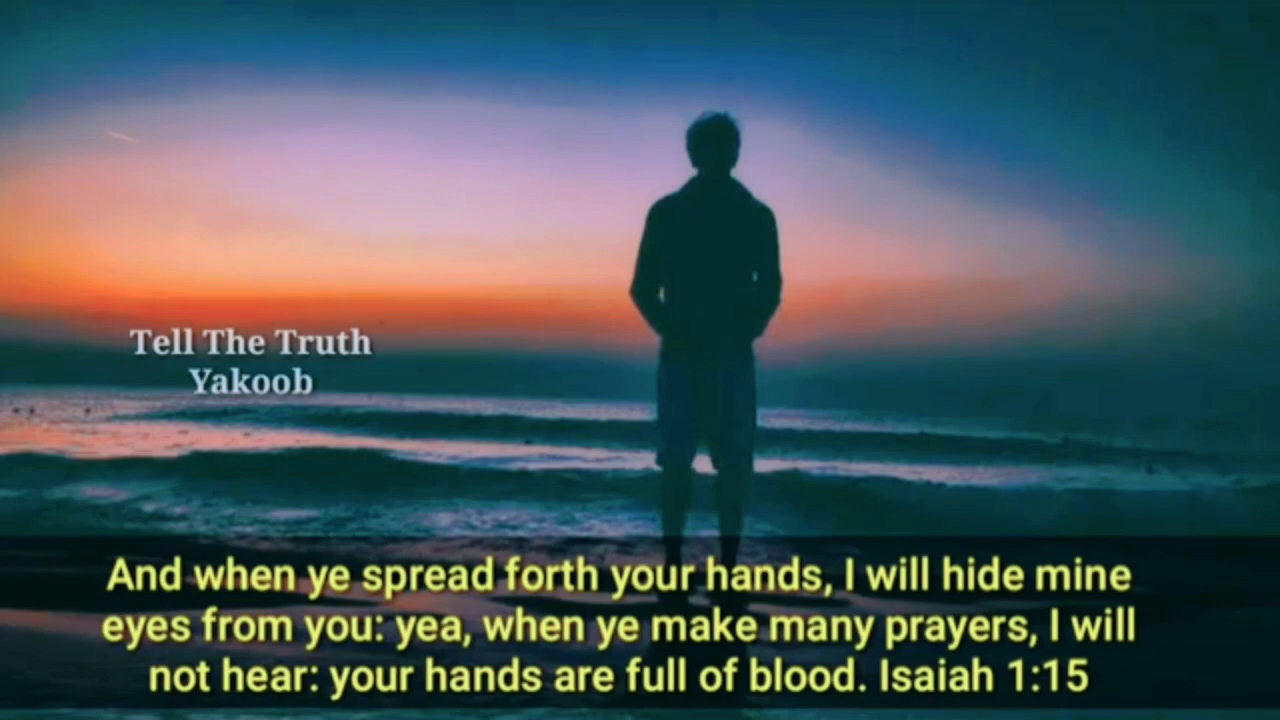 Tell The Truth
Yakoob
And when ye spread forth your hands, I will hide mine
eyes from you: yea, when ye make many prayers, I will
not hear: your hands are full of blood. Isaiah 1:15